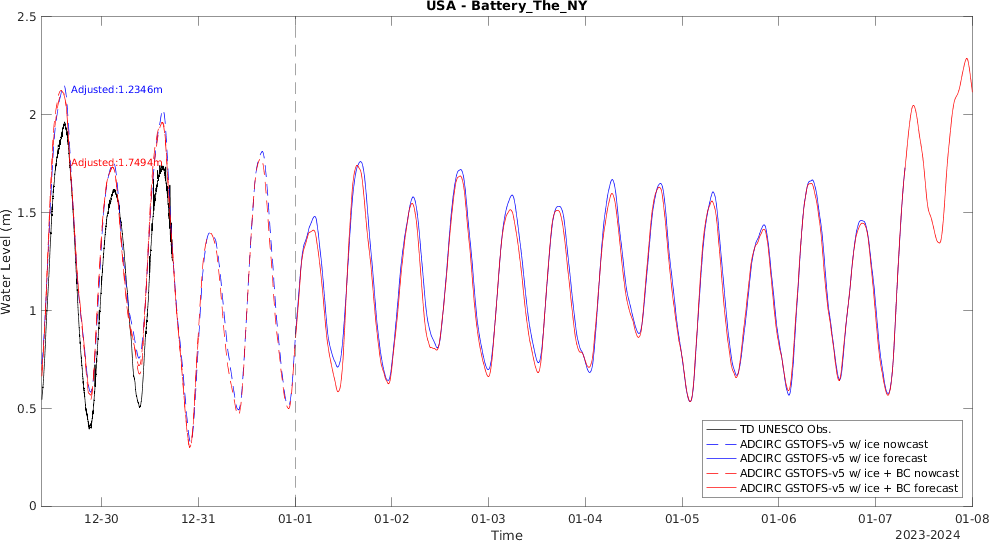 USA - Battery_The_NY
2.5
2
1.5
1
0.5
0
Water Level (m)
Adjusted:1.2346m
Adjusted:1.7494m
TD UNESCO Obs.
ADCIRC GSTOFS-v5 w/ ice nowcast
ADCIRC GSTOFS-v5 w/ ice forecast
ADCIRC GSTOFS-v5 w/ ice + BC nowcast
ADCIRC GSTOFS-v5 w/ ice + BC forecast
12-30 12-31 01-01 01-02 01-03 01-04 01-05 01-06 01-07 01-08
Time
2023-2024